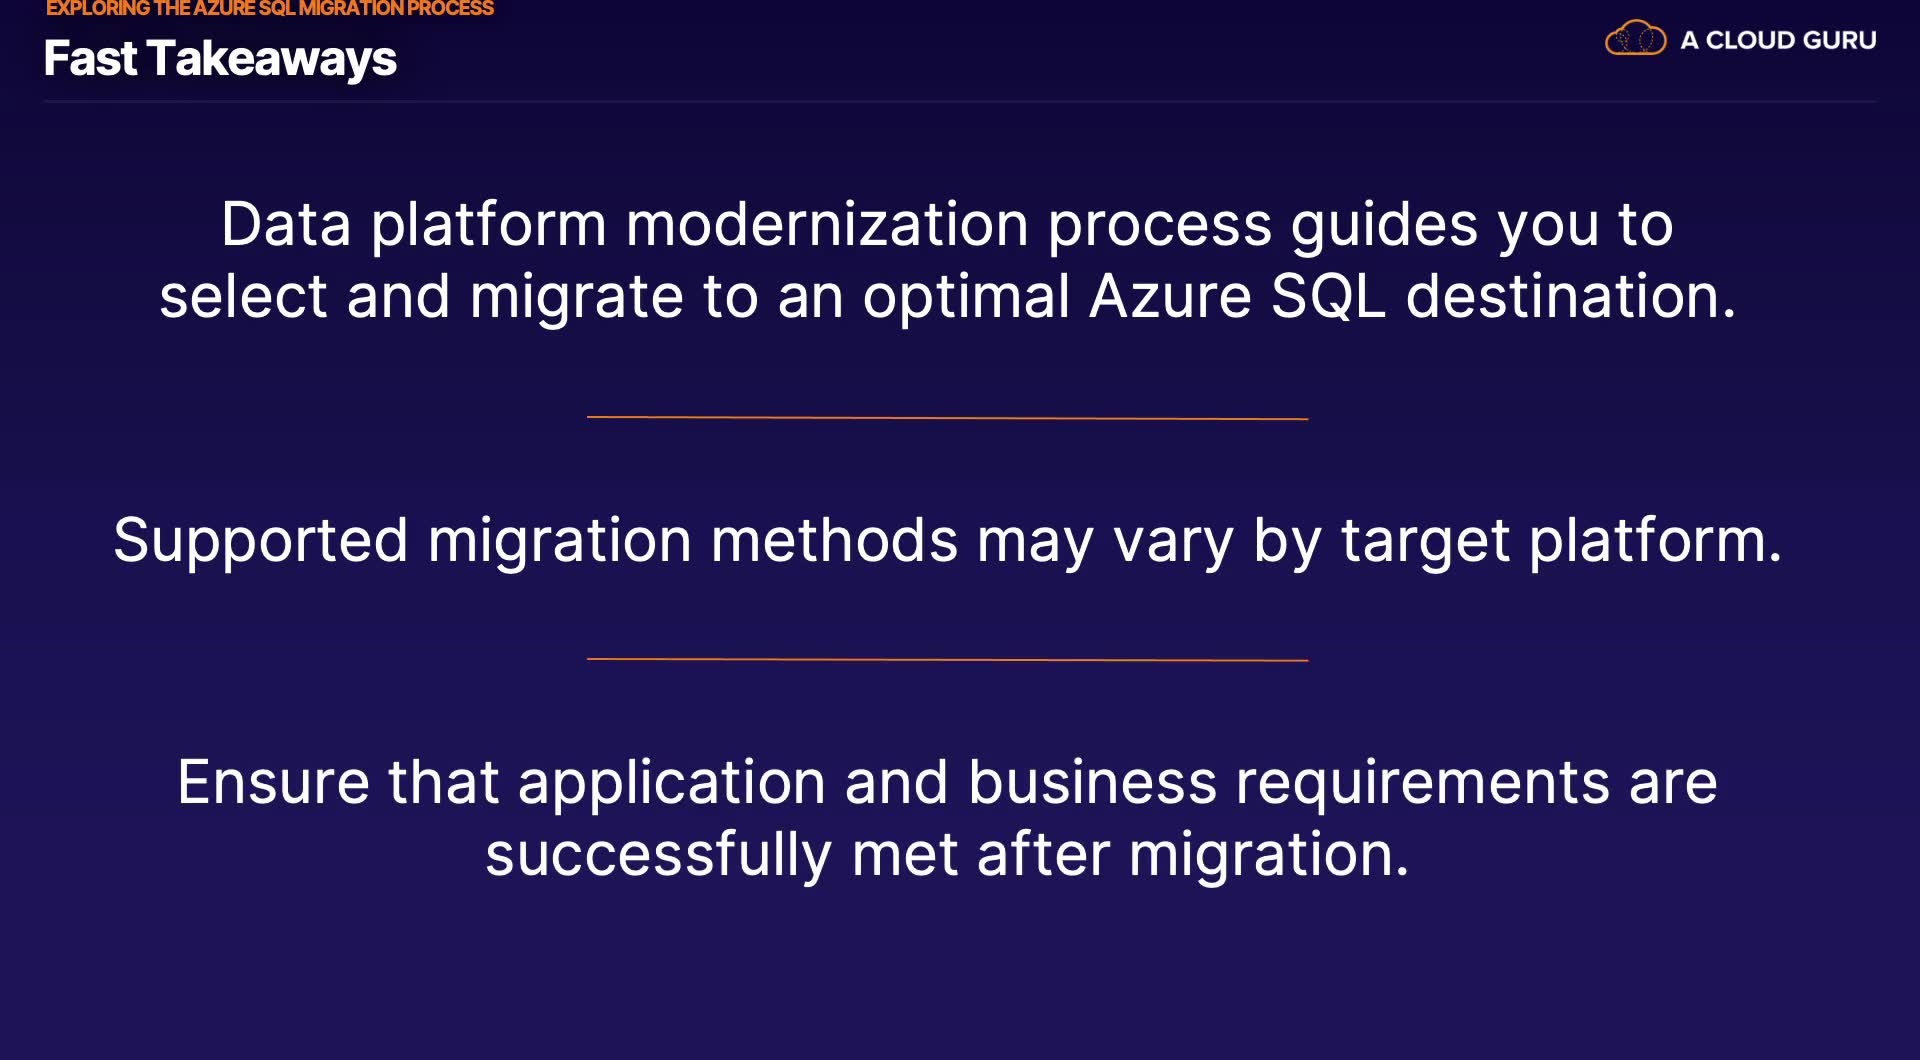 EXPLORING THE AZURE SQL MIGRATION PROCESS
Fast Takeaways
A CLOUD GURU
Data platform modernization process guides you to
select and migrate to an optimal Azure SQL destination.
Supported migration methods may vary by target platform.
Ensure that application and business requirements are
successfully met after migration.